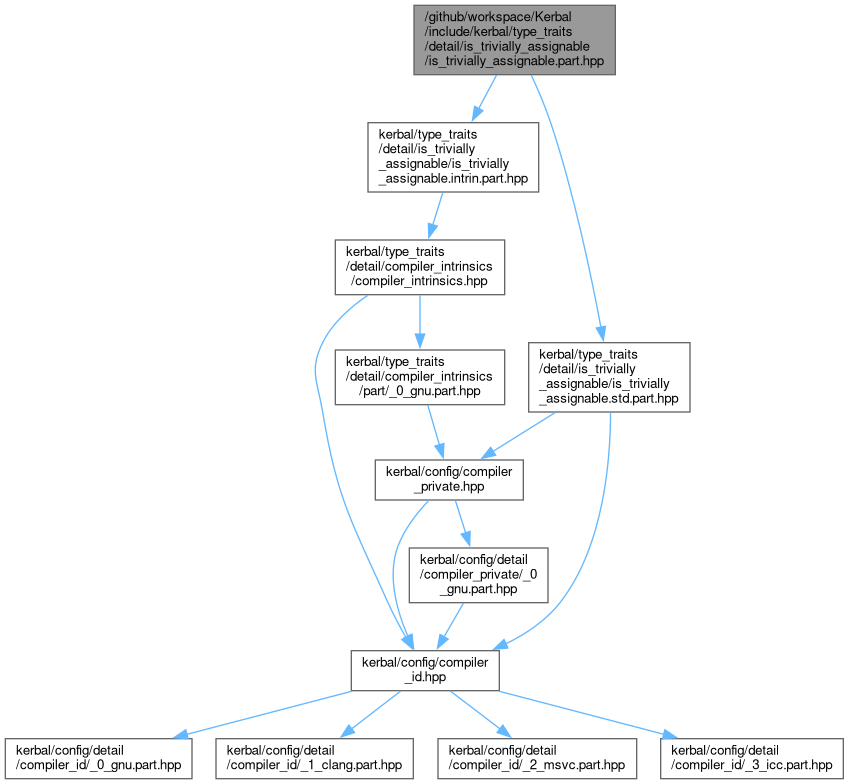 /github/workspace/Kerbal
/include/kerbal/type_traits
/detail/is_trivially_assignable
/is_trivially_assignable.part.hpp
kerbal/type_traits
/detail/is_trivially
_assignable/is_trivially
_assignable.intrin.part.hpp
kerbal/type_traits
/detail/compiler_intrinsics
/compiler_intrinsics.hpp
kerbal/type_traits
/detail/compiler_intrinsics
/part/_0_gnu.part.hpp
kerbal/type_traits
/detail/is_trivially
_assignable/is_trivially
_assignable.std.part.hpp
kerbal/config/compiler
_private.hpp
kerbal/config/detail
/compiler_private/_0
_gnu.part.hpp
kerbal/config/compiler
_id.hpp
kerbal/config/detail
/compiler_id/_0_gnu.part.hpp
kerbal/config/detail
/compiler_id/_1_clang.part.hpp
kerbal/config/detail
/compiler_id/_2_msvc.part.hpp
kerbal/config/detail
/compiler_id/_3_icc.part.hpp